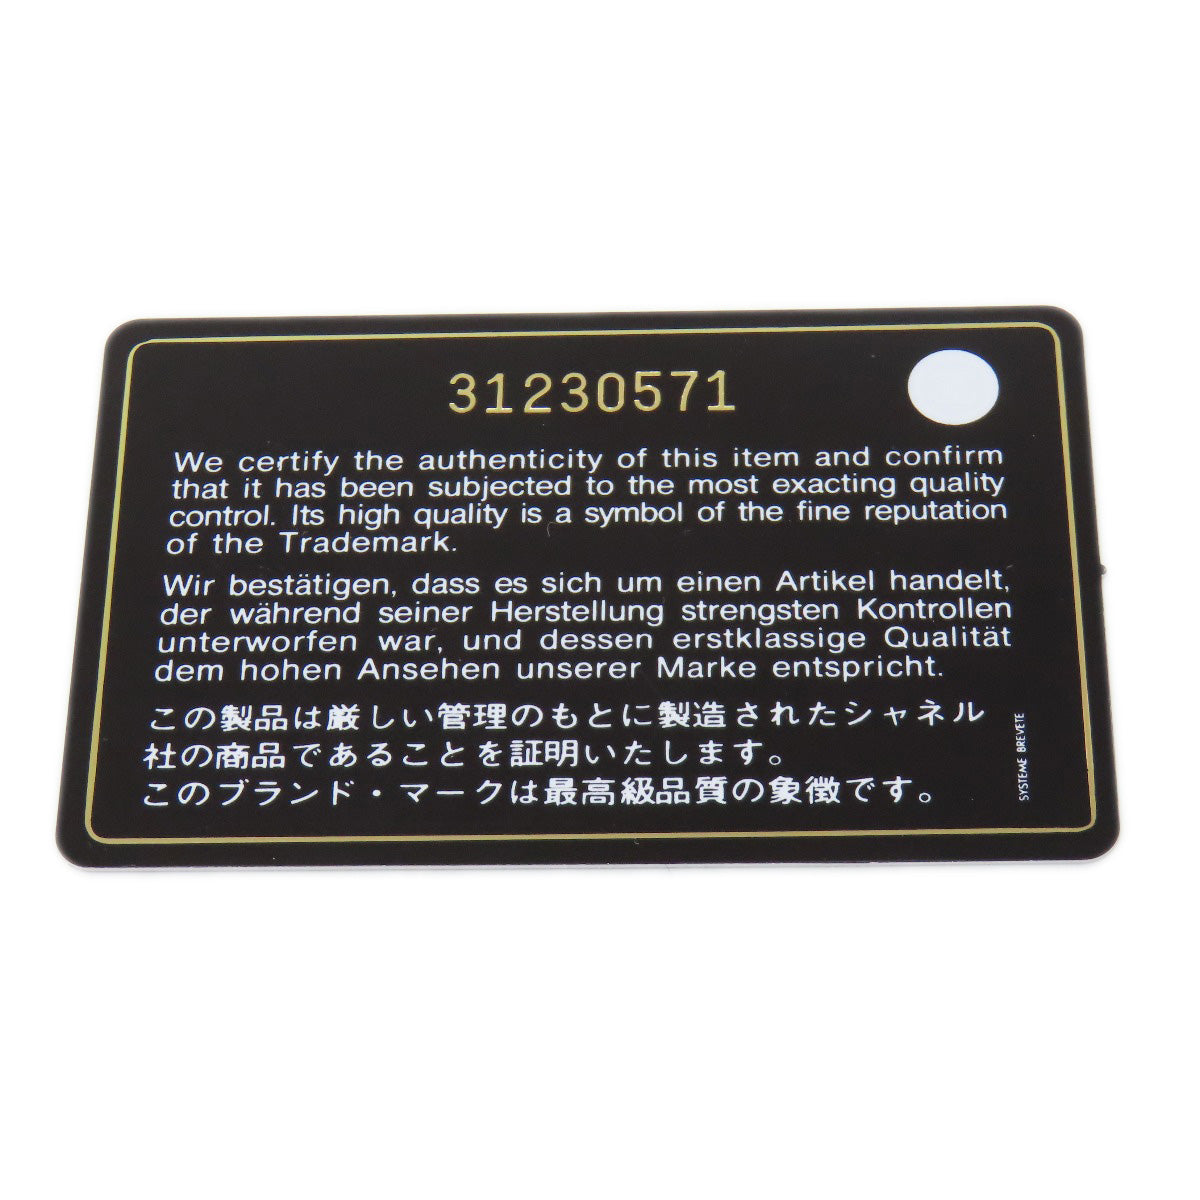 31230571
We certify the authenticity of this item and confirm
that it has been subjected to the most exacting quality
control. Its high quality is a symbol of the fine reputation
of the Trademark.
Wir bestätigen, dass es sich um einen Artikel handelt,
der während seiner Herstellung strengsten Kontrollen
unterworfen war, und dessen erstklassige Qualität
dem hohen Ansehen unserer Marke entspricht.
この製品は厳しい管理のもとに製造されたシャネル
社の商品であることを証明いたします。
このブランド・マークは最高級品質の象徴です。
SYSTEME BREVETE